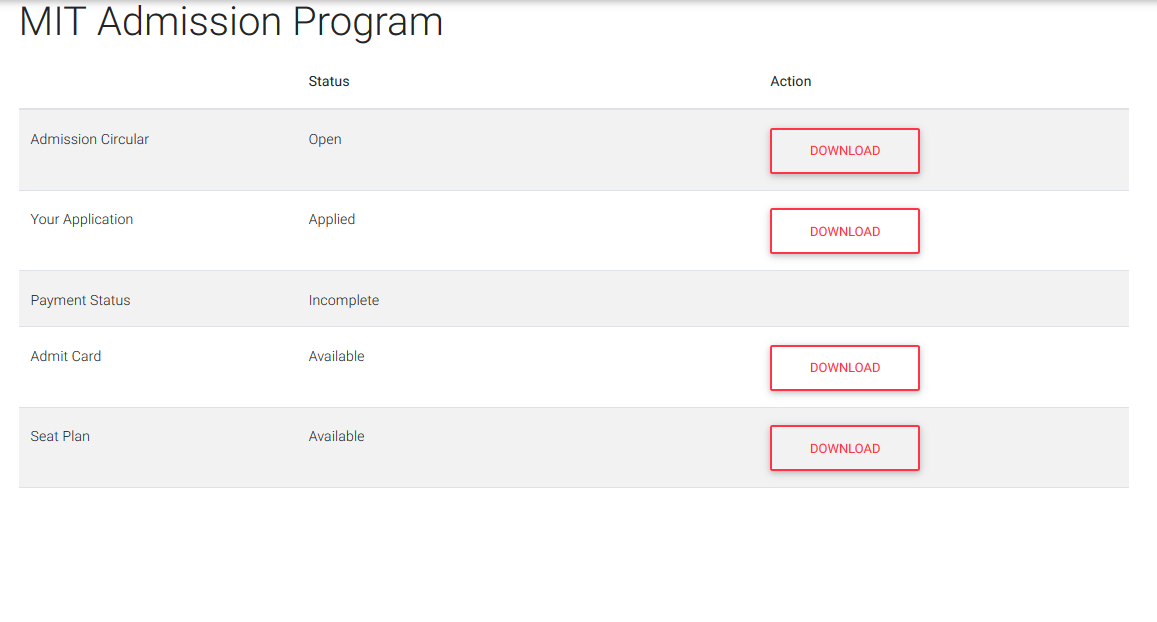 MIT Admission Program
Status Action
Admission Circular Open DOWNLOAD
Your Application Applied DOWNLOAD
Payment Status Incomplete
Admit Card Available DOWNLOAD
Seat Plan Available DOWNLOAD